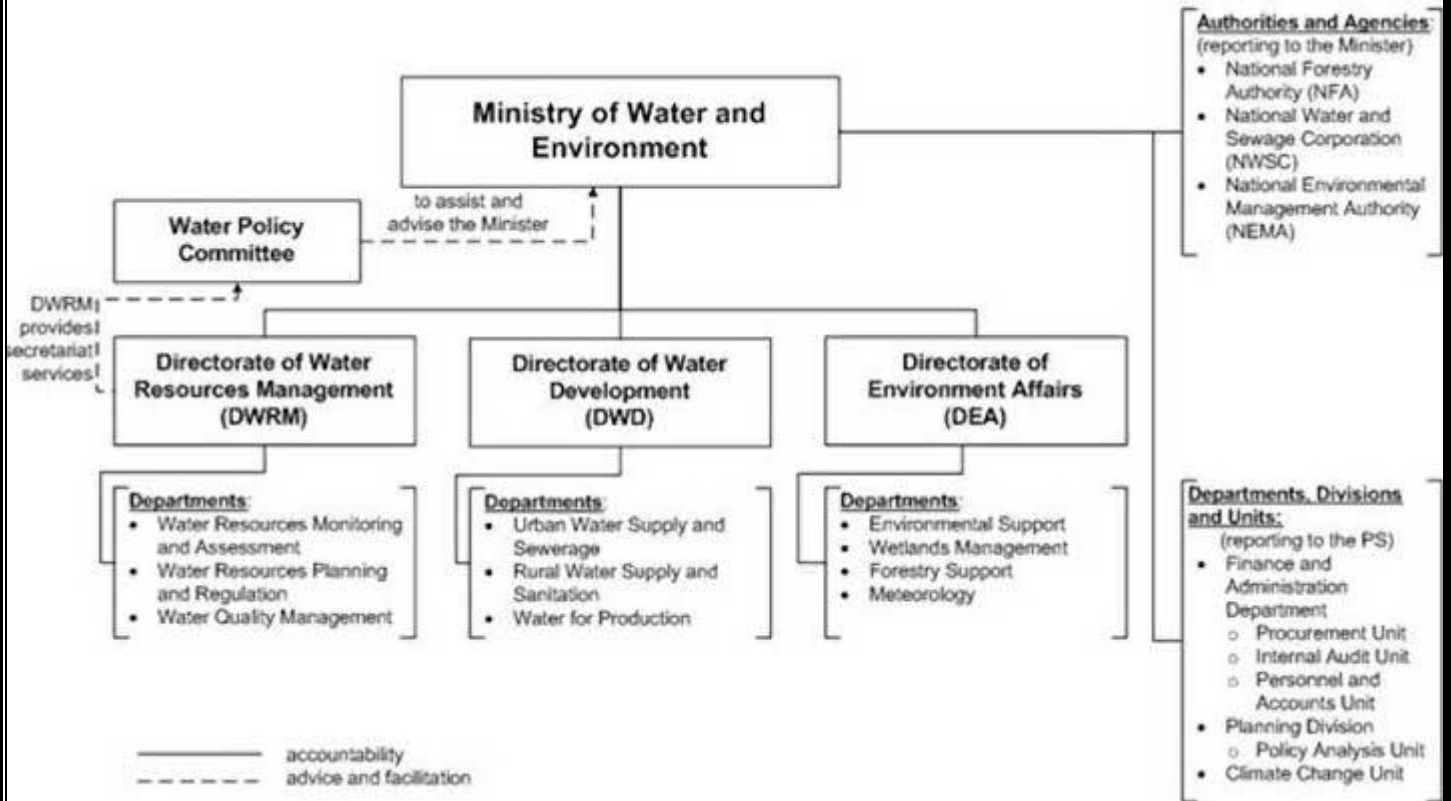 Ministry of Water and
Environment
to assist and
advise the Minister
Water Policy
Committee
DWRM
provides
secretariat
services
Directorate of Water
Resources Management
(DWRM)
Departments:
• Water Resources Monitoring
and Assessment
• Water Resources Planning
and Regulation
• Water Quality Management
Directorate of Water
Development
(DWD)
Departments:
• Urban Water Supply and
Sewerage
• Rural Water Supply and
Sanitation
• Water for Production
Directorate of
Environment Affairs
(DEA)
Departments:
• Environmental Support
• Wetlands Management
• Forestry Support
• Meteorology
Authorities and Agencies:
(reporting to the Minister)
• National Forestry
Authority (NFA)
• National Water and
Sewage Corporation
(NWSC)
• National Environmental
Management Authority
(NEMA)
Departments, Divisions
and Units:
(reporting to the PS)
• Finance and
Administration
Department
o Procurement Unit
o Internal Audit Unit
o Personnel and
Accounts Unit
• Planning Division
o Policy Analysis Unit
• Climate Change Unit
accountability
advice and facilitation